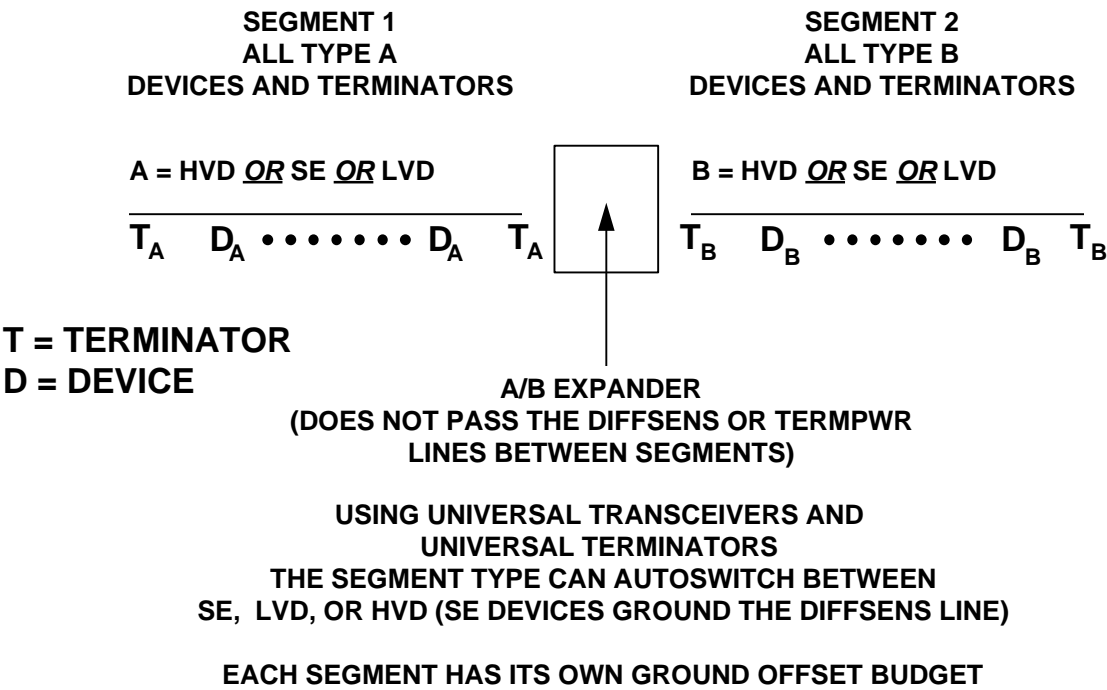 SEGMENT 1
ALL TYPE A
DEVICES AND TERMINATORS
SEGMENT 2
ALL TYPE B
DEVICES AND TERMINATORS
A = HVD OR SE OR LVD
B = HVD OR SE OR LVD
TA DA ••••••• DA TA
TB DB ••••••• DB TB
T = TERMINATOR
D = DEVICE
A/B EXPANDER
(DOES NOT PASS THE DIFFSENS OR TERMPWR
LINES BETWEEN SEGMENTS)
USING UNIVERSAL TRANSCEIVERS AND
UNIVERSAL TERMINATORS
THE SEGMENT TYPE CAN AUTOSWITCH BETWEEN
SE, LVD, OR HVD (SE DEVICES GROUND THE DIFFSENS LINE)
EACH SEGMENT HAS ITS OWN GROUND OFFSET BUDGET